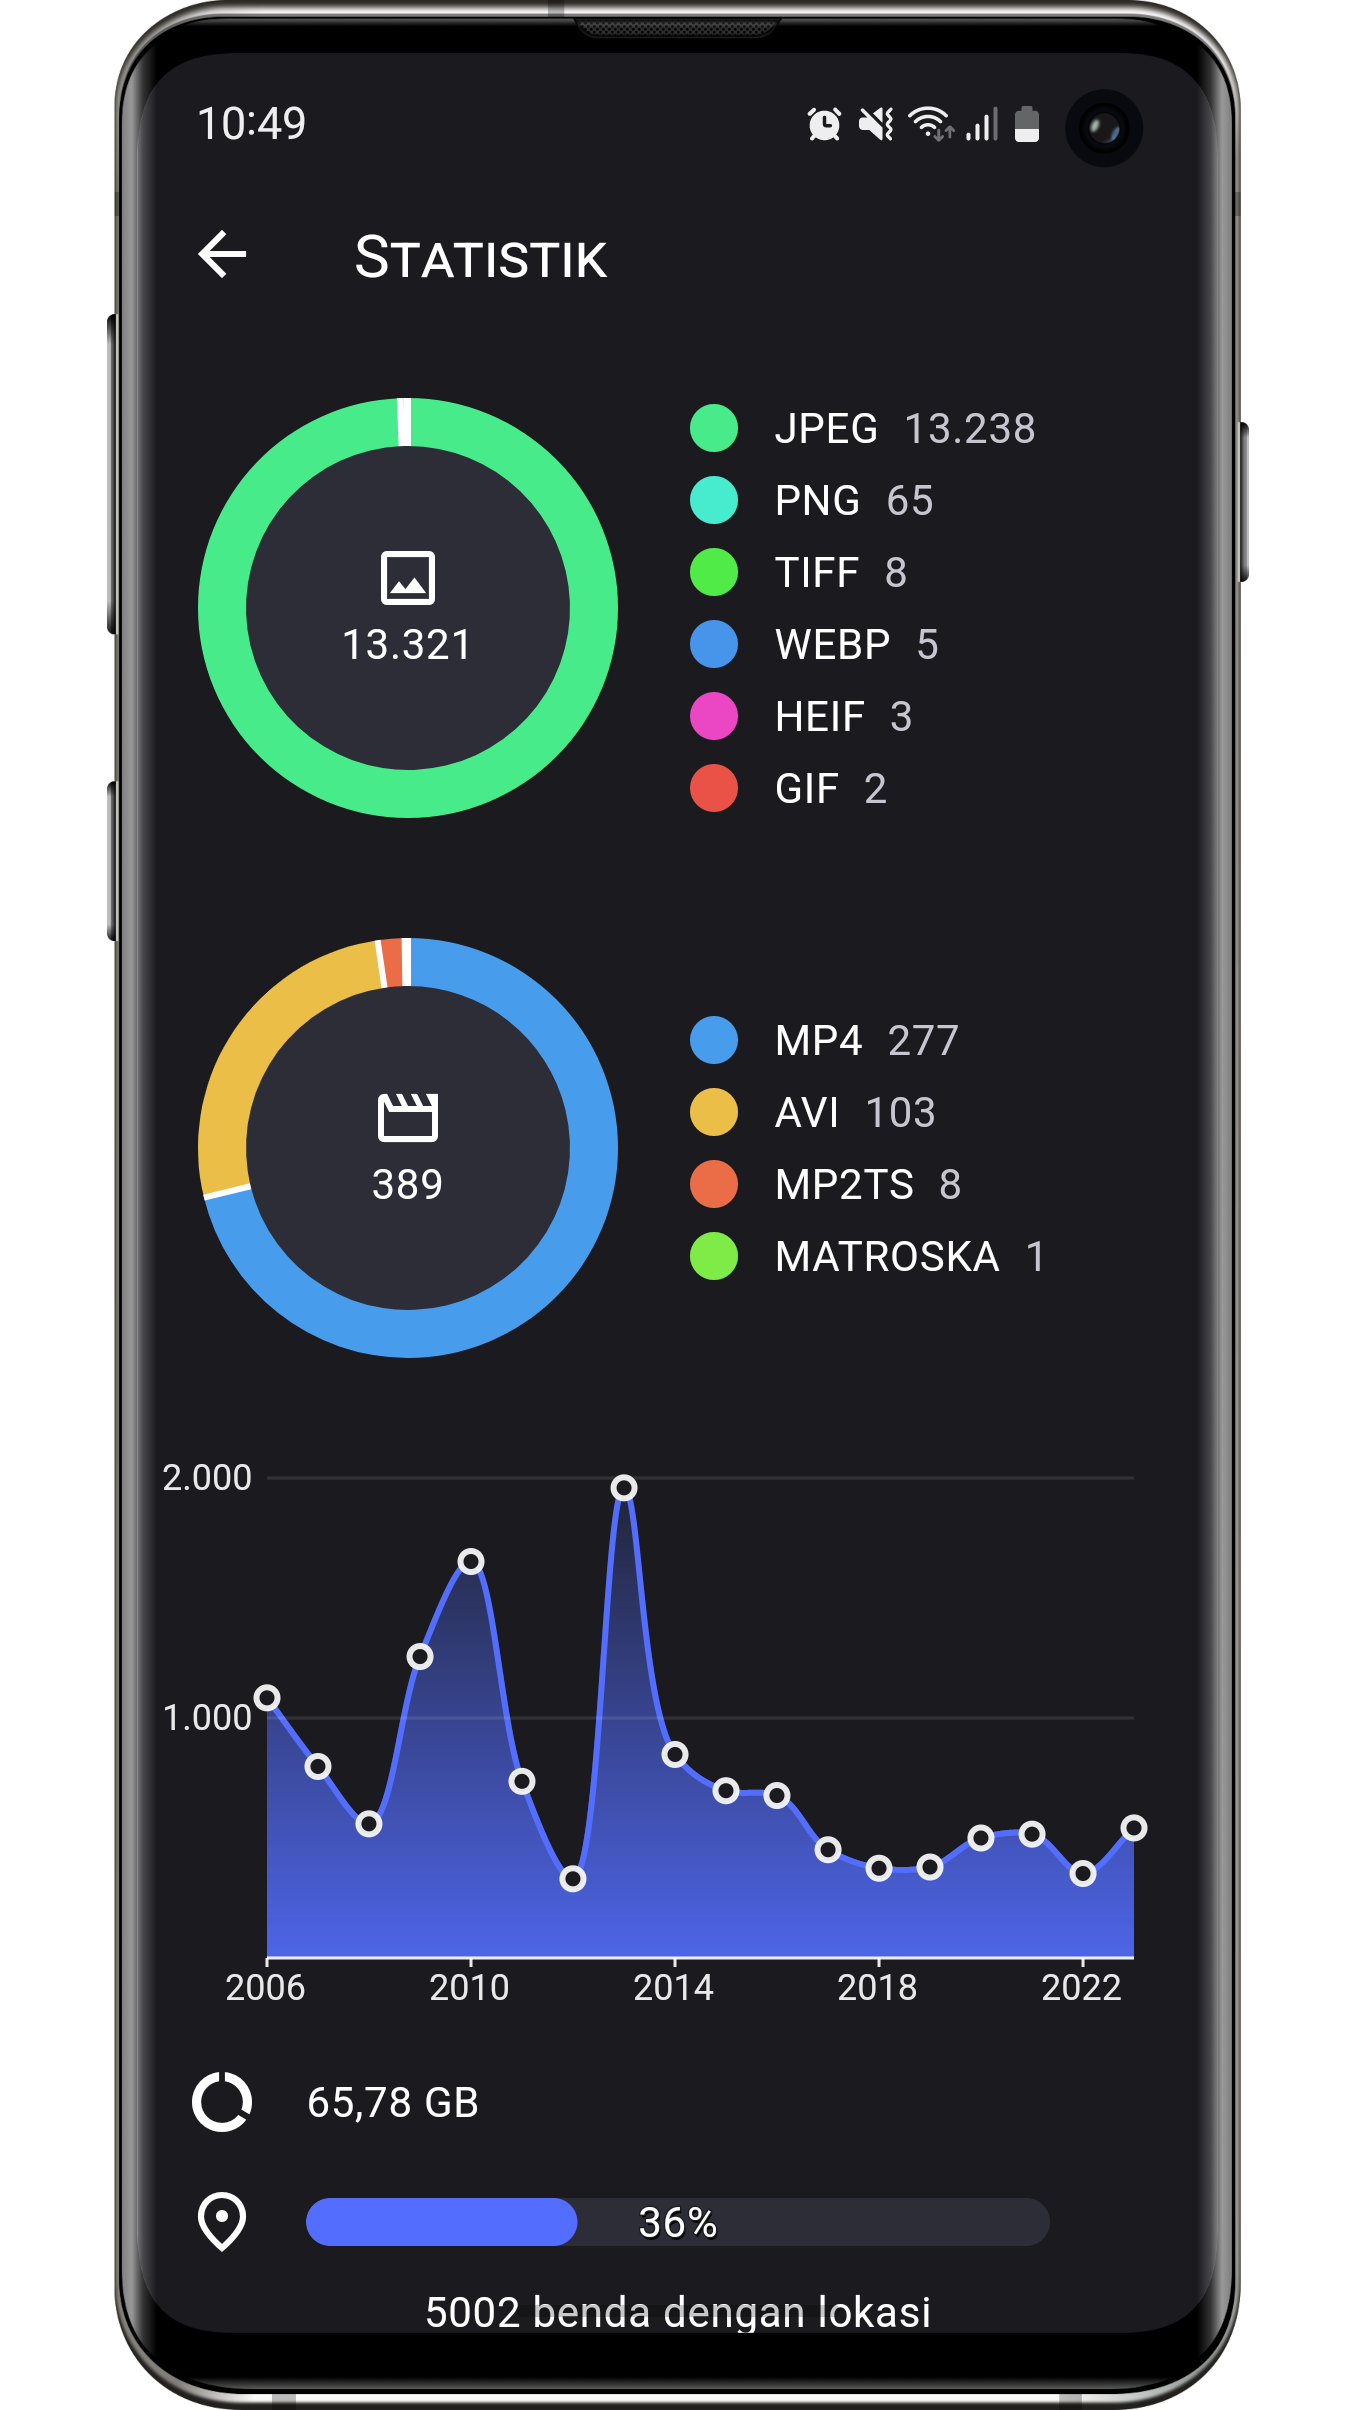 10:49
STATISTIK
JPEG 13.238
PNG 65
TIFF 8
WEBP 5
HEIF 3
GIF 2
13.321
MP4 277
AVI 103
MP2TS 8
MATROSKA 1
389
2.000
1.000
2006 2010 2014 2018 2022
65,78 GB
36%
5002 benda dengan lokasi